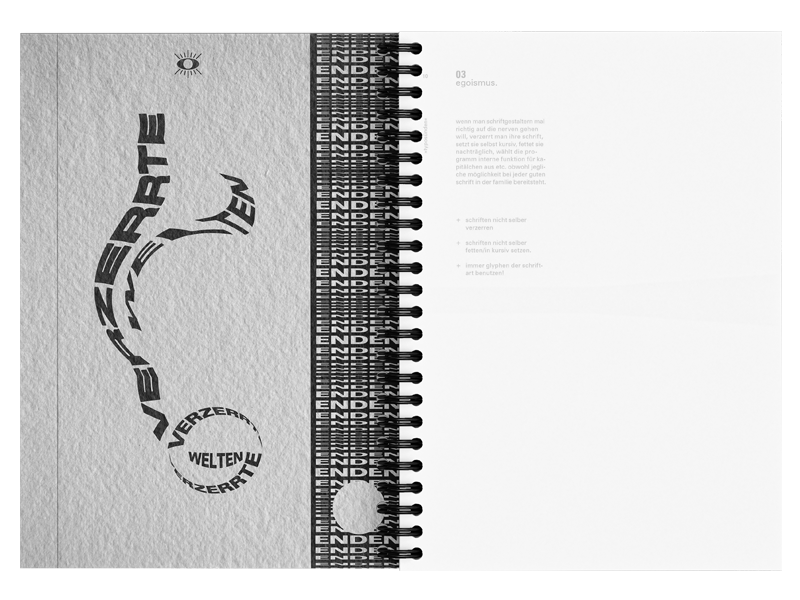 VERZERRTE
WELTEN
VERZERRTE
WELTEN
VERZERRTE
ENDEN
ENDEN
ENDEN
ENDEN
ENDEN
ENDEN
ENDEN
ENDEN
ENDEN
ENDEN
03
egoismus.
wenn man schriftgestaltern mal
richtig auf die nerven gehen
will, verzerrt man ihre schrift,
setzt sie selbst kursiv, fettet sie
nachträglich, wählt die pro-
gramm interne funktion für ka-
pitälchen aus etc. obwohl jegli-
che möglichkeit bei jeder guten
schrift in der familie bereitsteht.
+ schriften nicht selber
verzerren
+ schriften nicht selber
fetten/in kursiv setzen
+ immer glyphen der schrift-
art benutzen!